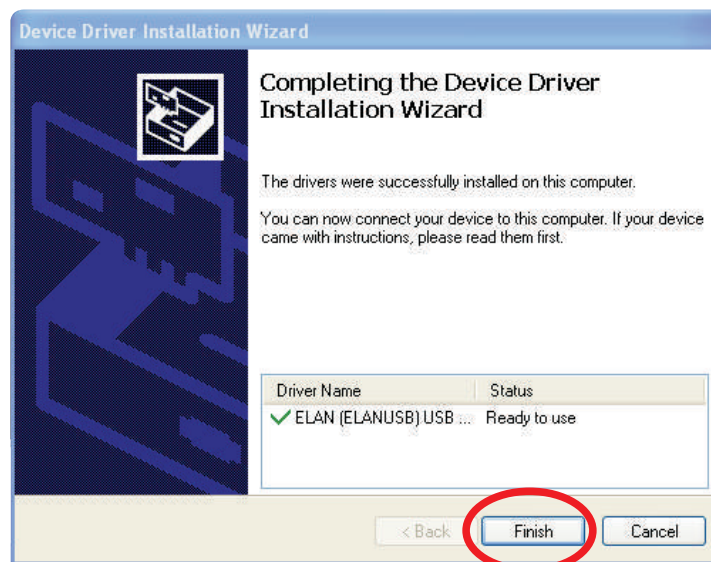 Device Driver Installation Wizard
Completing the Device Driver
Installation Wizard
The drivers were successfully installed on this computer.
You can now connect your device to this computer. If your device
came with instructions, please read them first.
Driver Name Status
ELAN (ELANUSB) USB ... Ready to use
< Back Finish Cancel